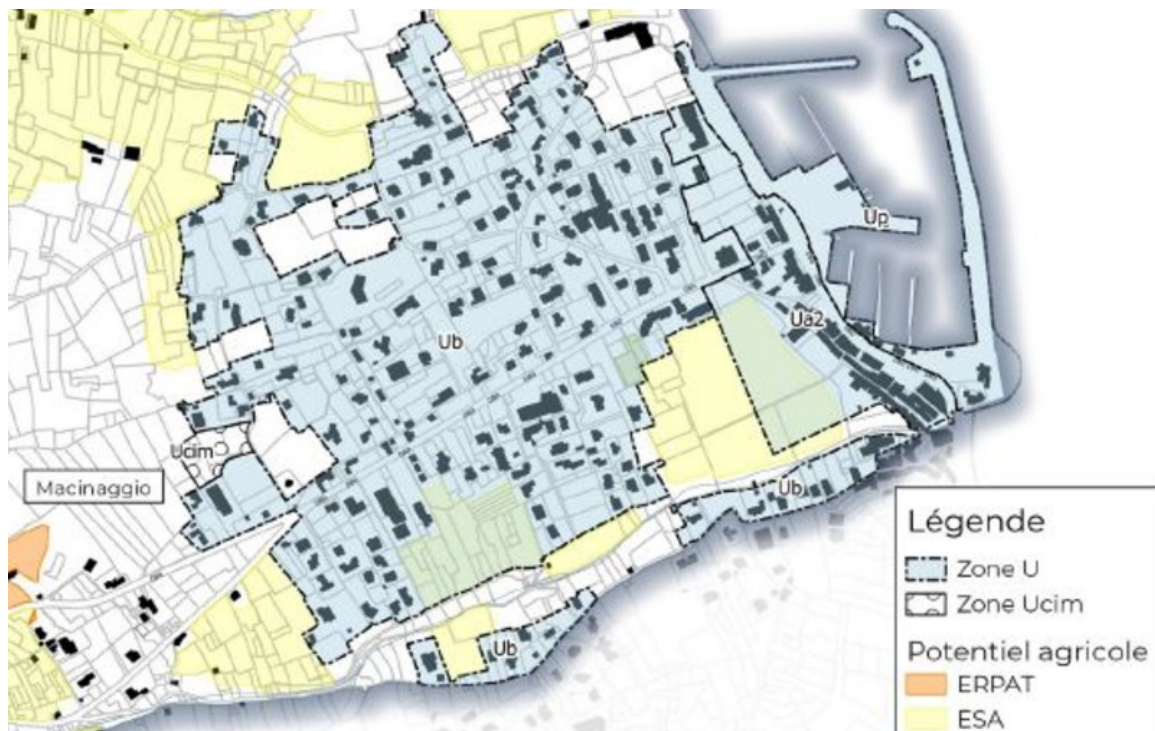 Up
Ua2
Ub
Ucim
Macinaggio
Ub
Ub
Légende
Zone U
Zone Ucim
Potentiel agricole
ERPAT
ESA